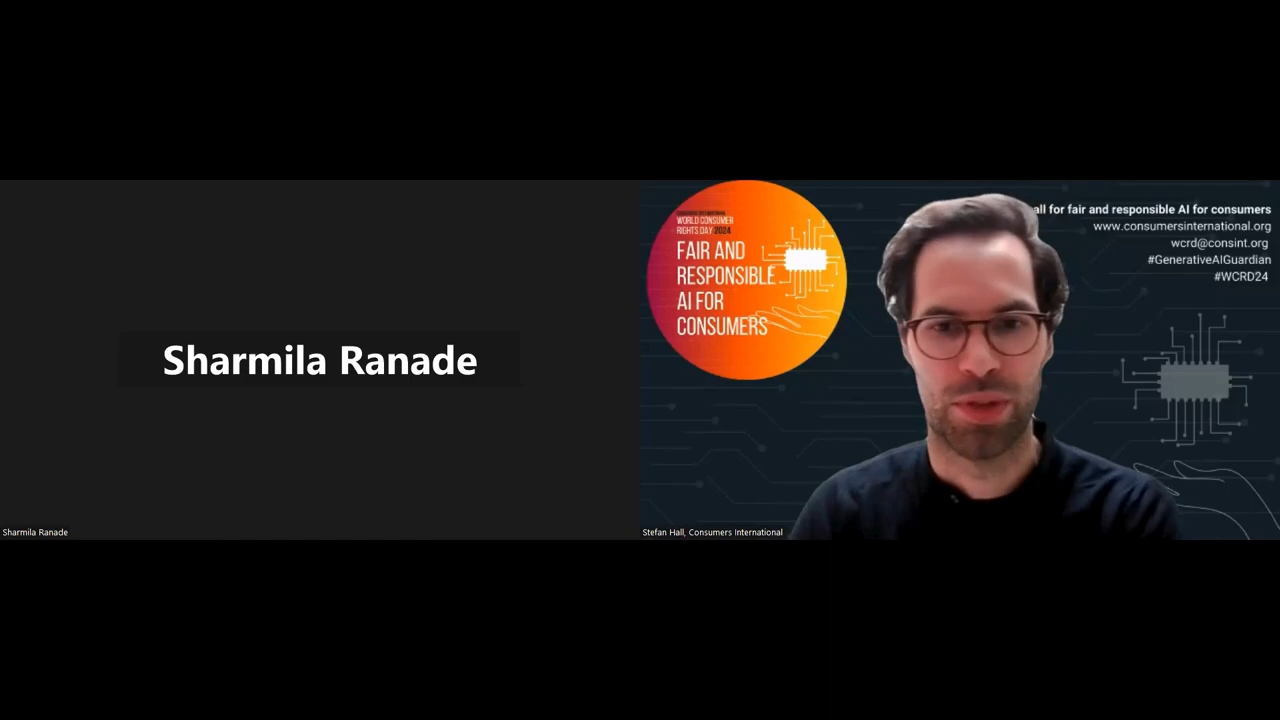 Sharmila Ranade
Sharmila Ranade
WORLD CONSUMER
RIGHTS DAY 2024
FAIR AND
RESPONSIBLE
AI FOR
CONSUMERS
all for fair and responsible AI for consumers
www.consumersinternational.org
wcrd@consint.org
#GenerativeAIGuardian
#WCRD24
Stefan Hall, Consumers International